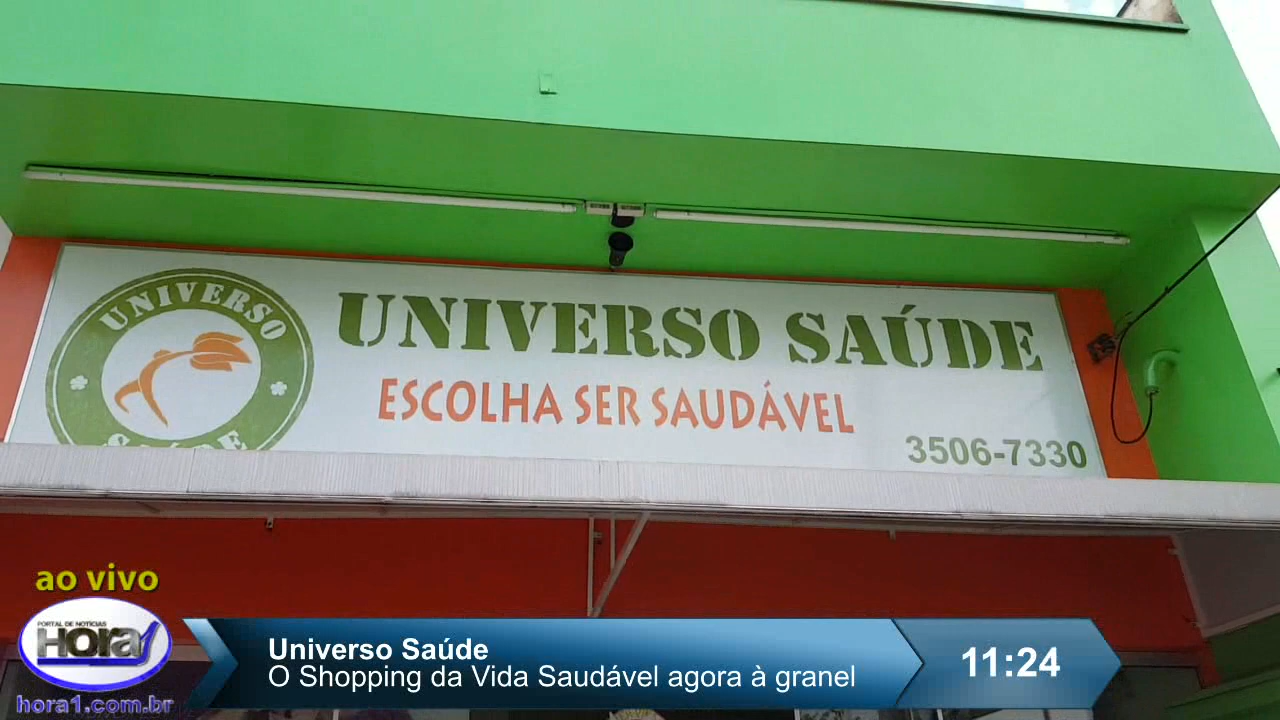 UNIVERSO
SAÚDE
UNIVERSO SAÚDE
ESCOLHA SER SAUDÁVEL
3506-7330
ao vivo
PORTAL DE NOTÍCIAS
Hora1
hora1.com.br
Universo Saúde
O Shopping da Vida Saudável agora à granel
11:24